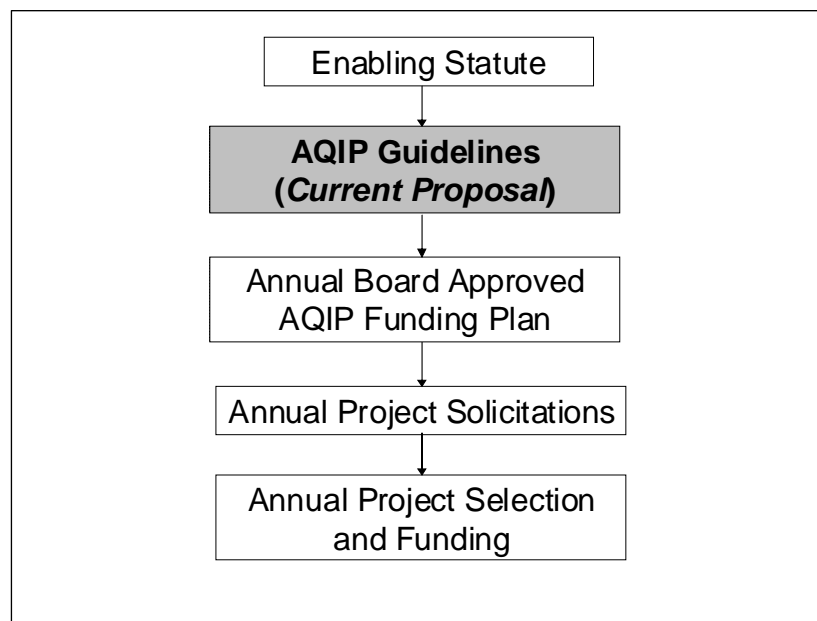 Enabling Statute
AQIP Guidelines
(Current Proposal)
Annual Board Approved
AQIP Funding Plan
Annual Project Solicitations
Annual Project Selection
and Funding